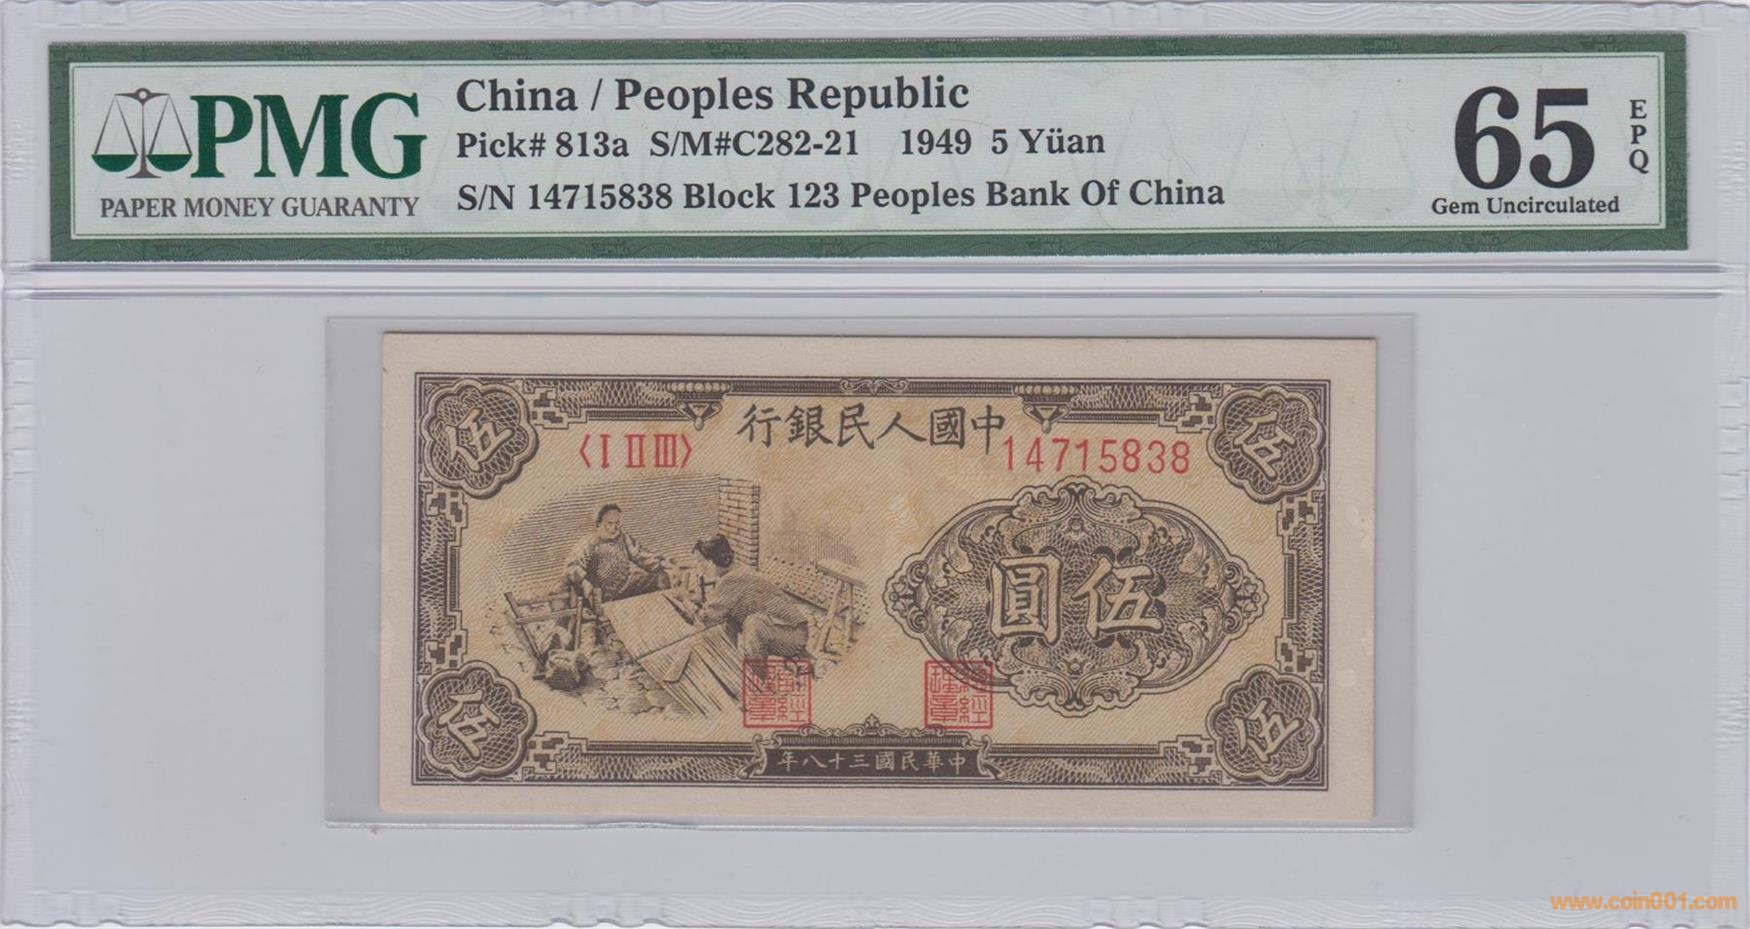 PMG
PAPER MONEY GUARANTY
China / Peoples Republic
Pick# 813a S/M#C282-21 1949 5 Yüan
S/N 14715838 Block 123 Peoples Bank Of China
65
EPQ
Gem Uncirculated
行銀民人國中
〈I II III〉
14715838
伍
伍
圓伍
伍
伍
年八十三國民華中
www.coin001.com